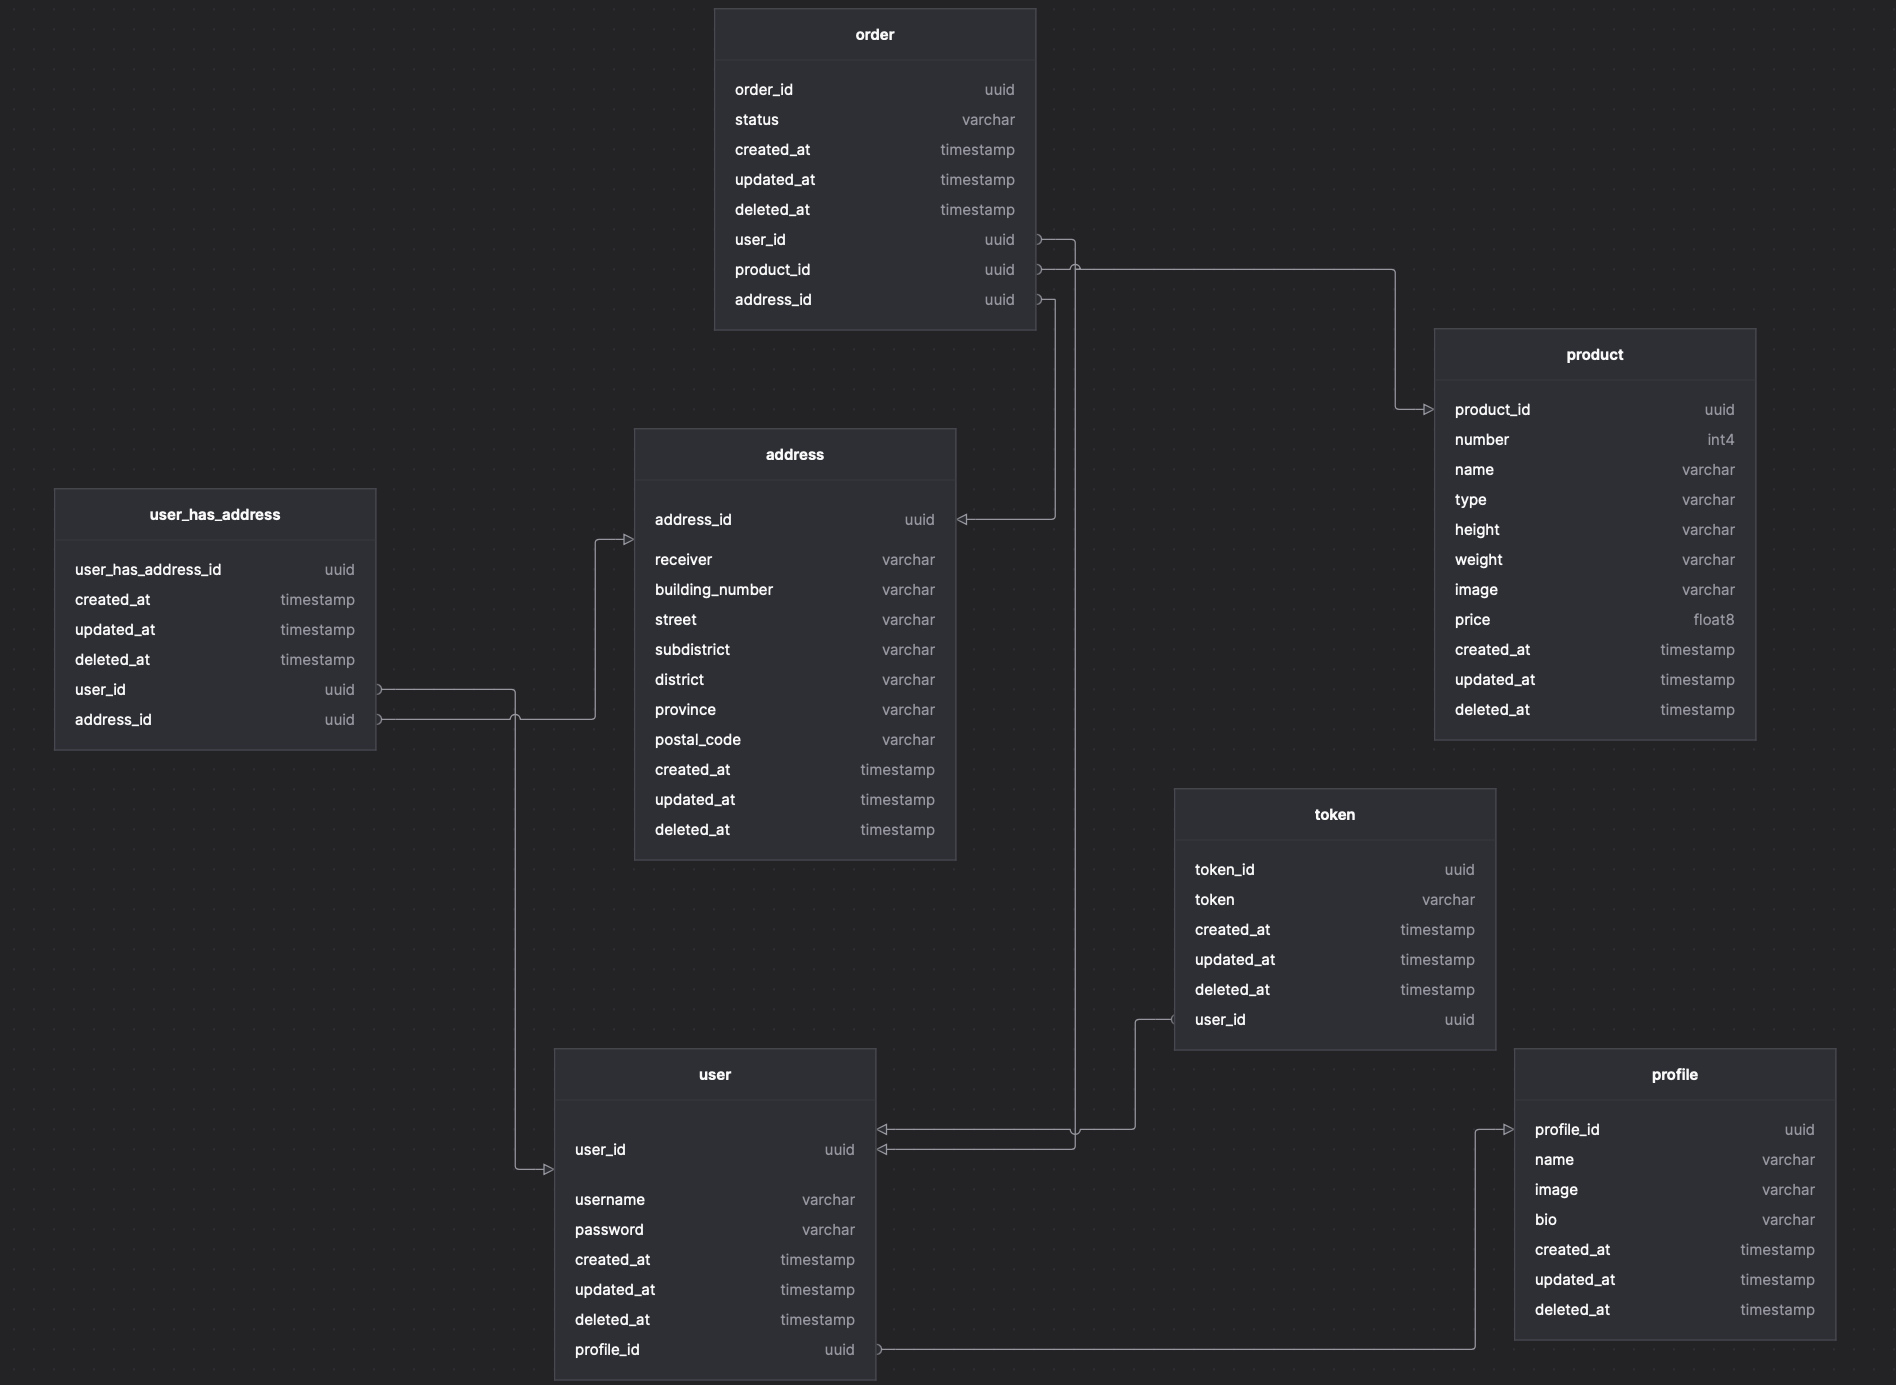 order
order_id uuid
status varchar
created_at timestamp
updated_at timestamp
deleted_at timestamp
user_id uuid
product_id uuid
address_id uuid
product
product_id uuid
number int4
name varchar
type varchar
height varchar
weight varchar
image varchar
price float8
created_at timestamp
updated_at timestamp
deleted_at timestamp
address
address_id uuid
receiver varchar
building_number varchar
street varchar
subdistrict varchar
district varchar
province varchar
postal_code varchar
created_at timestamp
updated_at timestamp
deleted_at timestamp
user_has_address
user_has_address_id uuid
created_at timestamp
updated_at timestamp
deleted_at timestamp
user_id uuid
address_id uuid
token
token_id uuid
token varchar
created_at timestamp
updated_at timestamp
deleted_at timestamp
user_id uuid
user
user_id uuid
username varchar
password varchar
created_at timestamp
updated_at timestamp
deleted_at timestamp
profile_id uuid
profile
profile_id uuid
name varchar
image varchar
bio varchar
created_at timestamp
updated_at timestamp
deleted_at timestamp